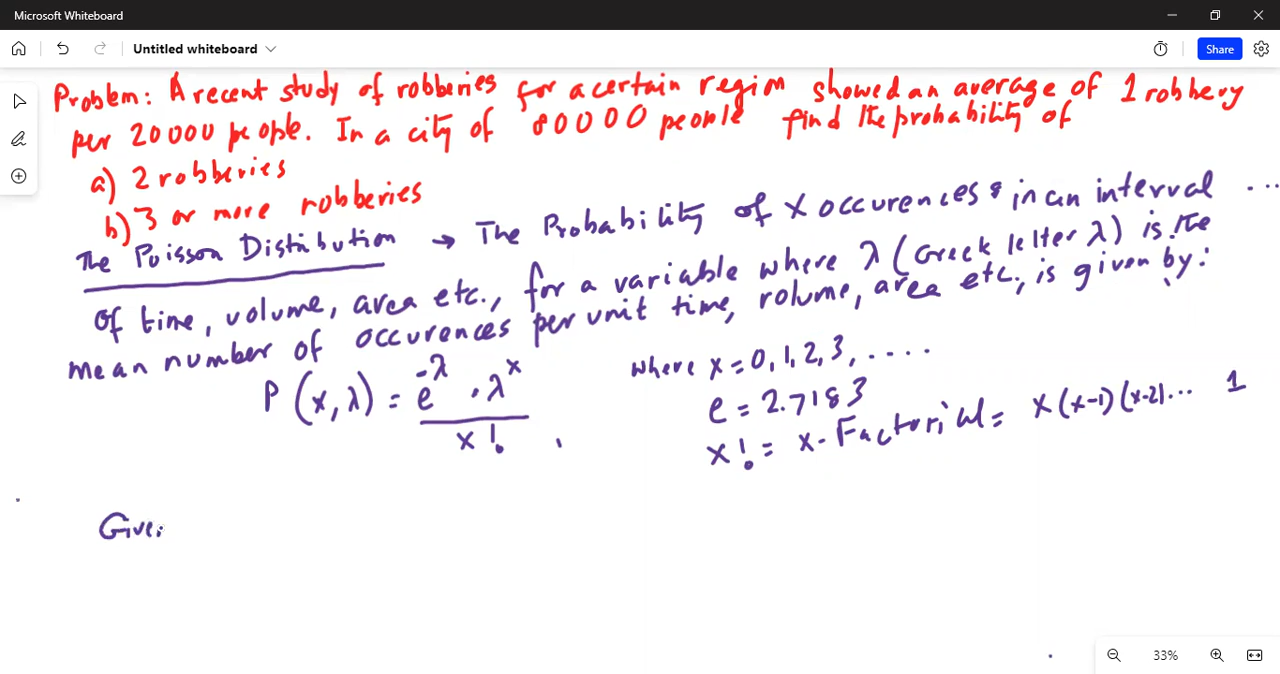 Microsoft Whiteboard
Untitled whiteboard
Share
Problem: A recent study of robberies for a certain region showed an average of 1 robbery
per 20000 people. In a city of 80000 people find the probability of
a) 2 robberies
b) 3 or more robberies
The Poisson Distribution → The Probability of X occurences in an interval ...
of time, volume, area etc., for a variable where λ (Greek letter λ) is the
mean number of occurences per unit time, volume, area etc, is given by:
P(x, λ) = e^-λ · λ^x / x!
where x = 0, 1, 2, 3, ....
e = 2.7183
x! = x-Factorial = x(x-1)(x-2)... 1
Given
33%